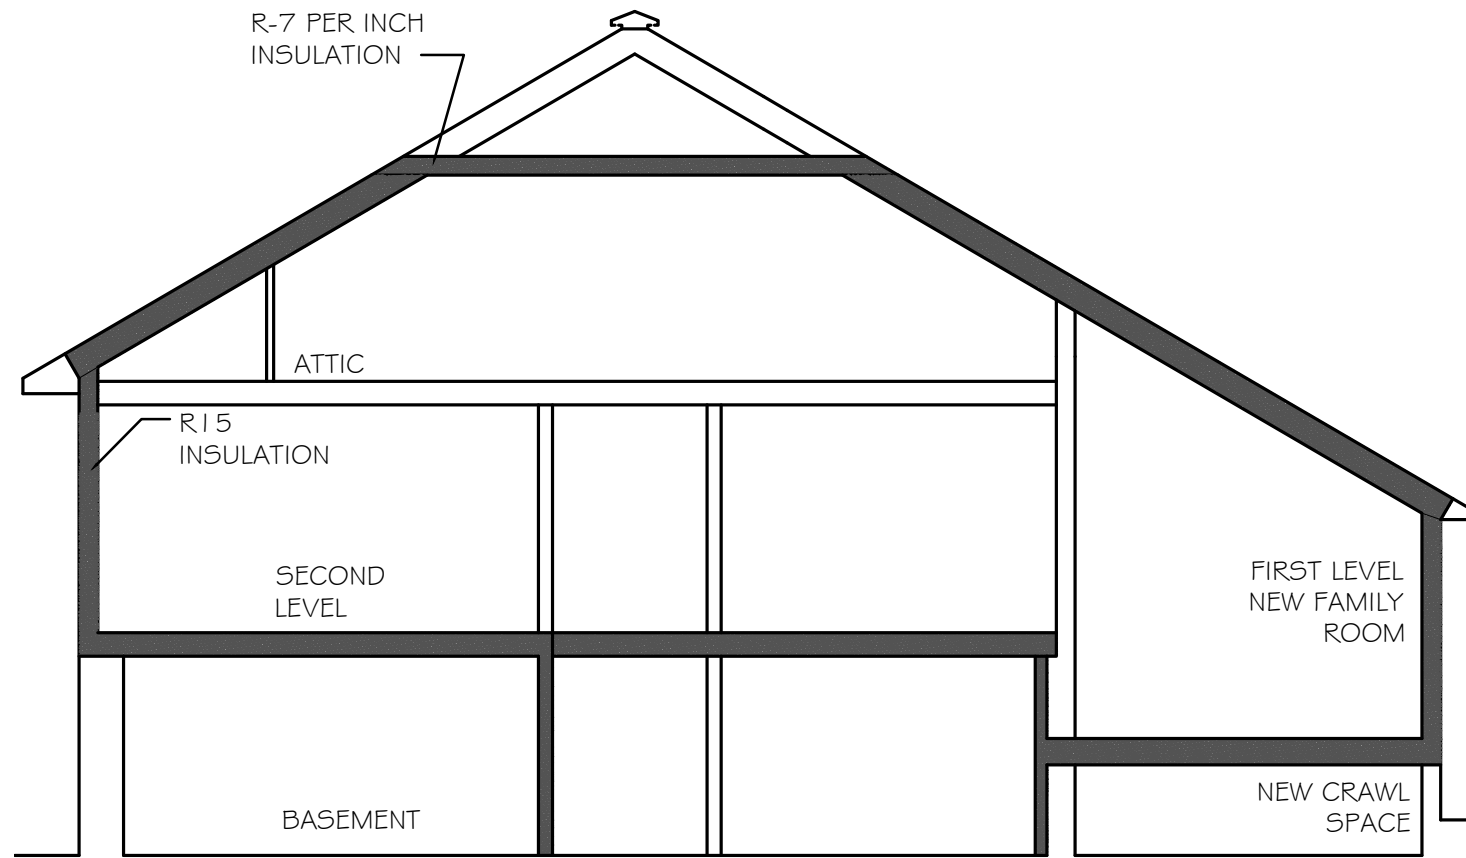 R-7 PER INCH
INSULATION
ATTIC
R15
INSULATION
SECOND
LEVEL
FIRST LEVEL
NEW FAMILY
ROOM
BASEMENT
NEW CRAWL
SPACE